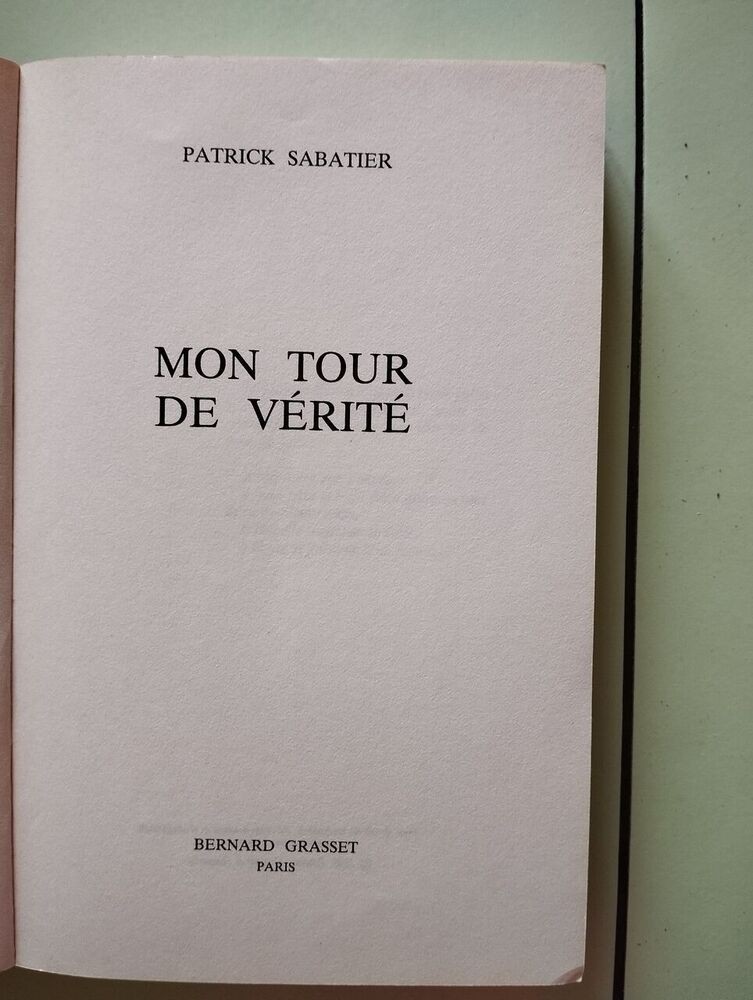 PATRICK SABATIER
MON TOUR
DE VÉRITÉ
BERNARD GRASSET
PARIS